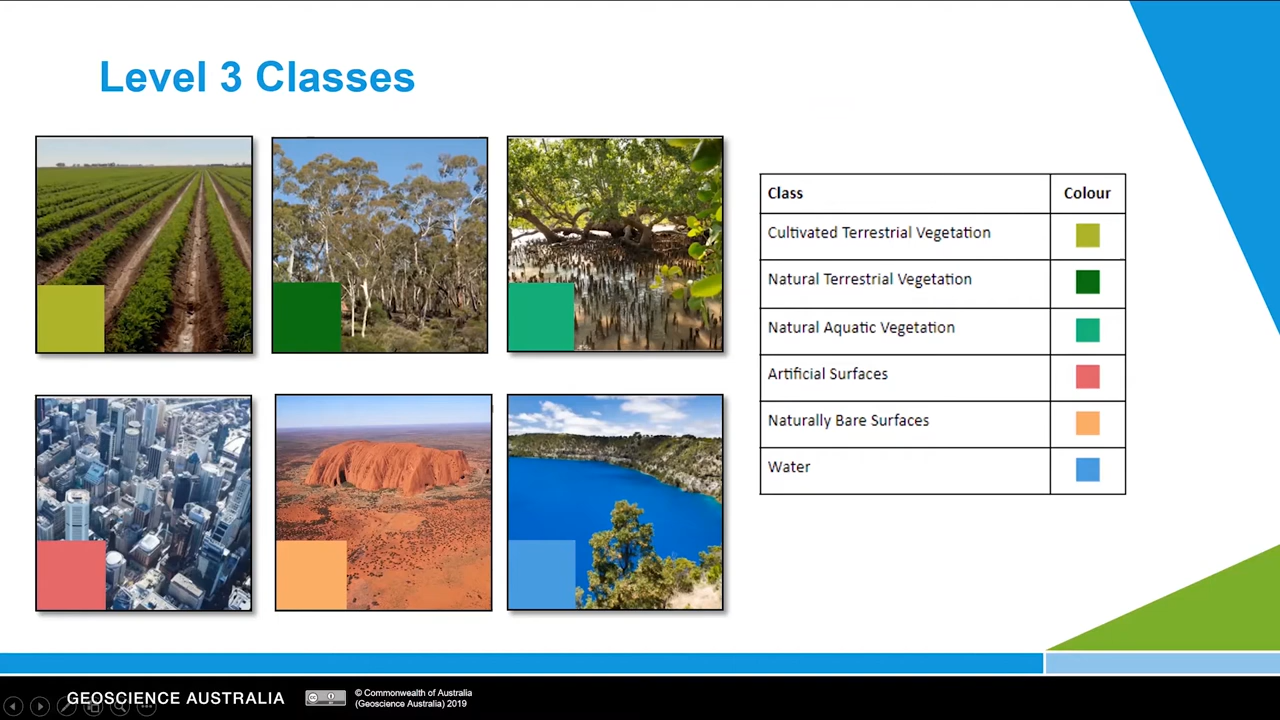 Level 3 Classes
Class Colour
Cultivated Terrestrial Vegetation
Natural Terrestrial Vegetation
Natural Aquatic Vegetation
Artificial Surfaces
Naturally Bare Surfaces
Water
GEOSCIENCE AUSTRALIA
© Commonwealth of Australia
(Geoscience Australia) 2019